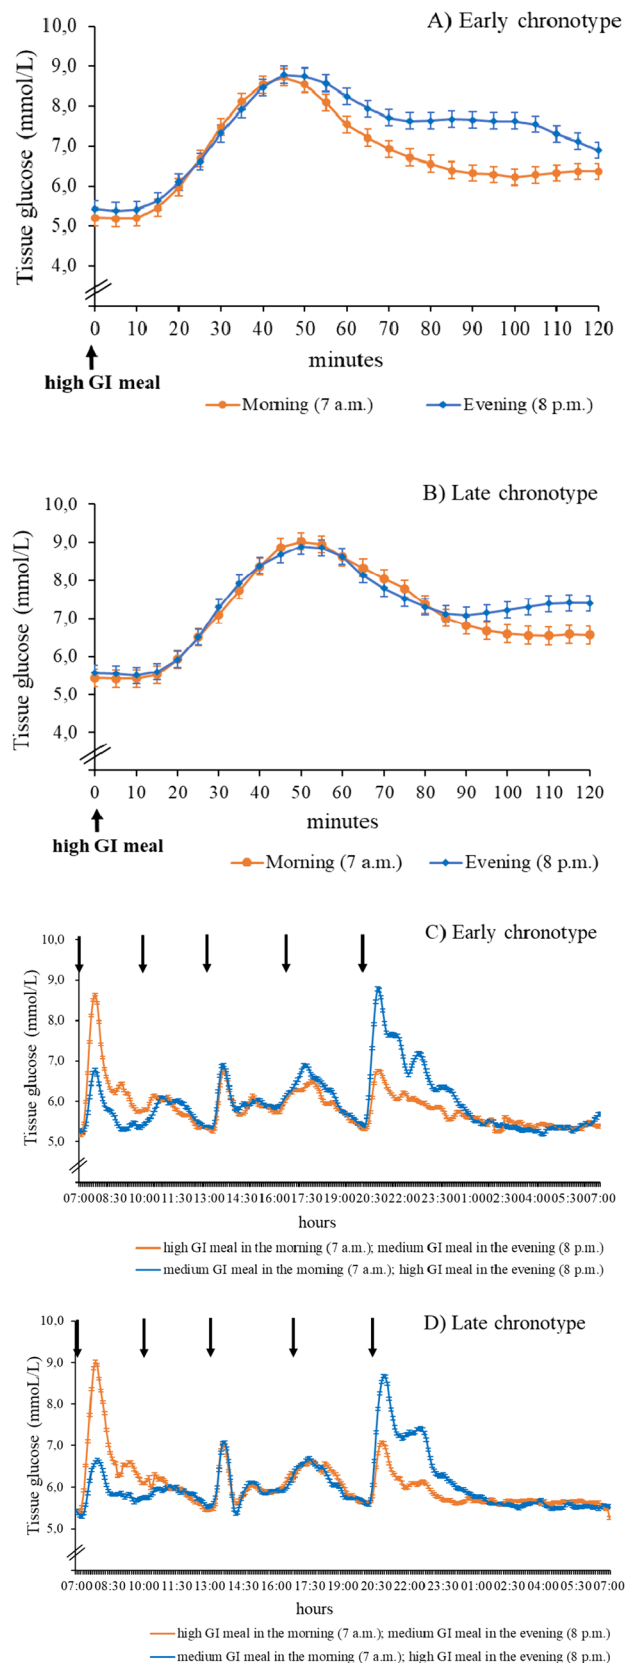 A) Early chronotype
10,0
9,0
8,0
7,0
6,0
5,0
4,0
Tissue glucose (mmol/L)
0 10 20 30 40 50 60 70 80 90 100 110 120
minutes
high GI meal
Morning (7 a.m.) Evening (8 p.m.)
B) Late chronotype
10,0
9,0
8,0
7,0
6,0
5,0
4,0
Tissue glucose (mmol/L)
0 10 20 30 40 50 60 70 80 90 100 110 120
minutes
high GI meal
Morning (7 a.m.) Evening (8 p.m.)
C) Early chronotype
10,0
9,0
8,0
7,0
6,0
5,0
Tissue glucose (mmol/L)
07:00 08:30 10:00 11:30 13:00 14:30 16:00 17:30 19:00 20:30 22:00 23:30 01:00 02:30 04:00 05:30 07:00
hours
high GI meal in the morning (7 a.m.); medium GI meal in the evening (8 p.m.)
medium GI meal in the morning (7 a.m.); high GI meal in the evening (8 p.m.)
D) Late chronotype
10,0
9,0
8,0
7,0
6,0
5,0
Tissue glucose (mmoL/L)
07:00 08:30 10:00 11:30 13:00 14:30 16:00 17:30 19:00 20:30 22:00 23:30 01:00 02:30 04:00 05:30 07:00
hours
high GI meal in the morning (7 a.m.); medium GI meal in the evening (8 p.m.)
medium GI meal in the morning (7 a.m.); high GI meal in the evening (8 p.m.)